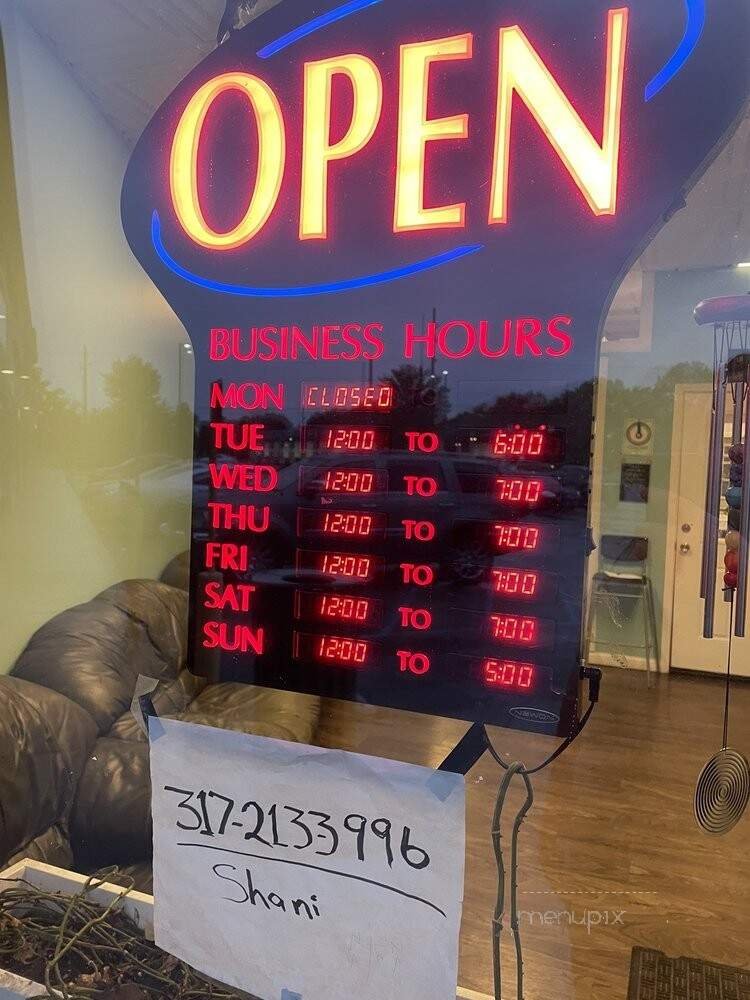 OPEN
BUSINESS HOURS
MON CLOSED
TUE 12:00 TO 6:00
WED 12:00 TO 7:00
THU 12:00 TO 7:00
FRI 12:00 TO 7:00
SAT 12:00 TO 7:00
SUN 12:00 TO 5:00
NEWON
317-2133996
Shani
menupix